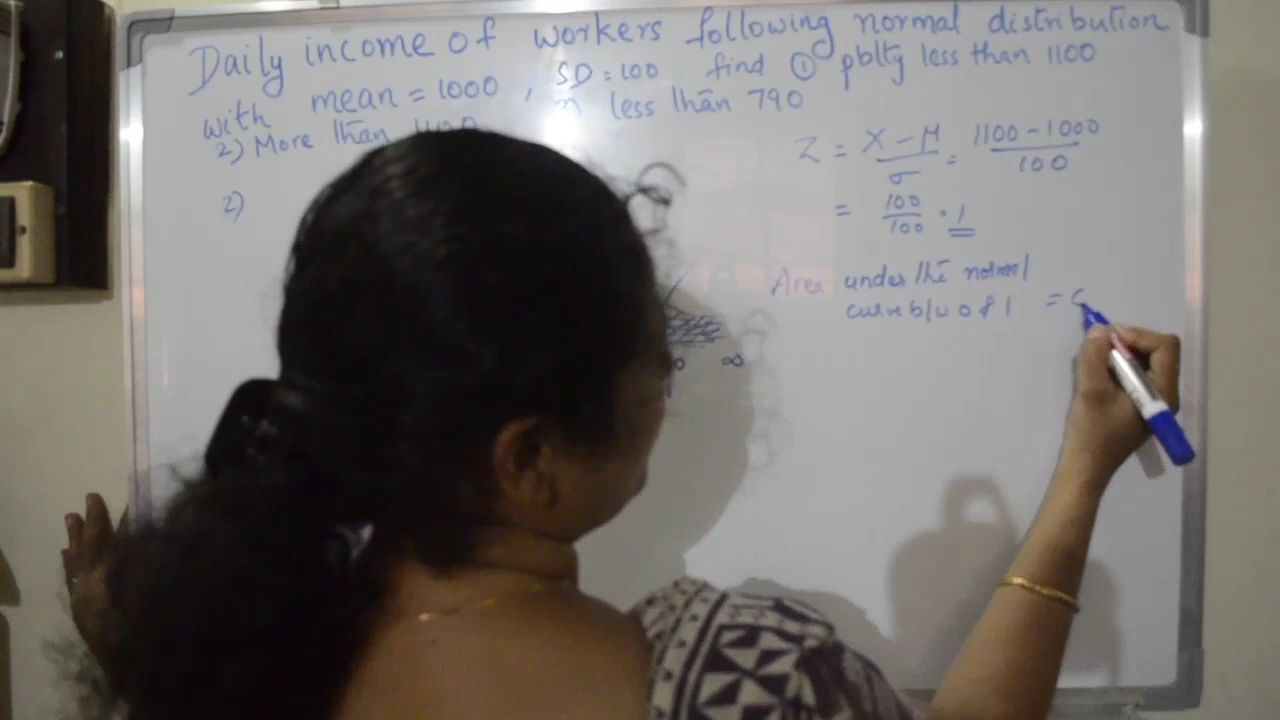 Daily income of workers following normal distribution
with mean = 1000 , SD = 100 find ① pblty less than 1100
2) More than 1100 less than 790
2)
Z = X - μ / σ = 1100 - 1000 / 100
= 100 / 100 = 1
Area under the normal
curve b/w 0 & 1 =
0 ∞